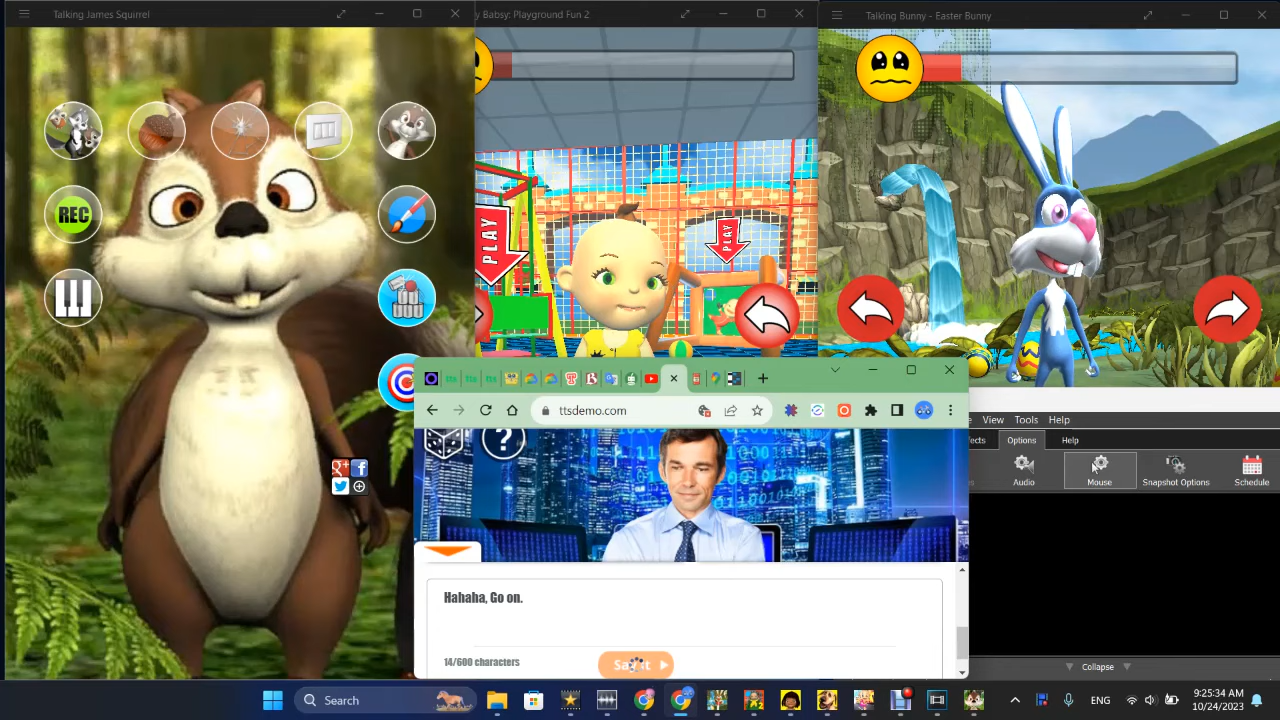 Talking James Squirrel
y Babsy: Playground Fun 2
Talking Bunny - Easter Bunny
REC
PLAY
PLAY
ttsdemo.com
Hahaha, Go on.
14/600 characters
Say it
View Tools Help
Options Help
Audio
Mouse
Snapshot Options
Schedule
Collapse
Search
ENG
9:25:34 AM
10/24/2023